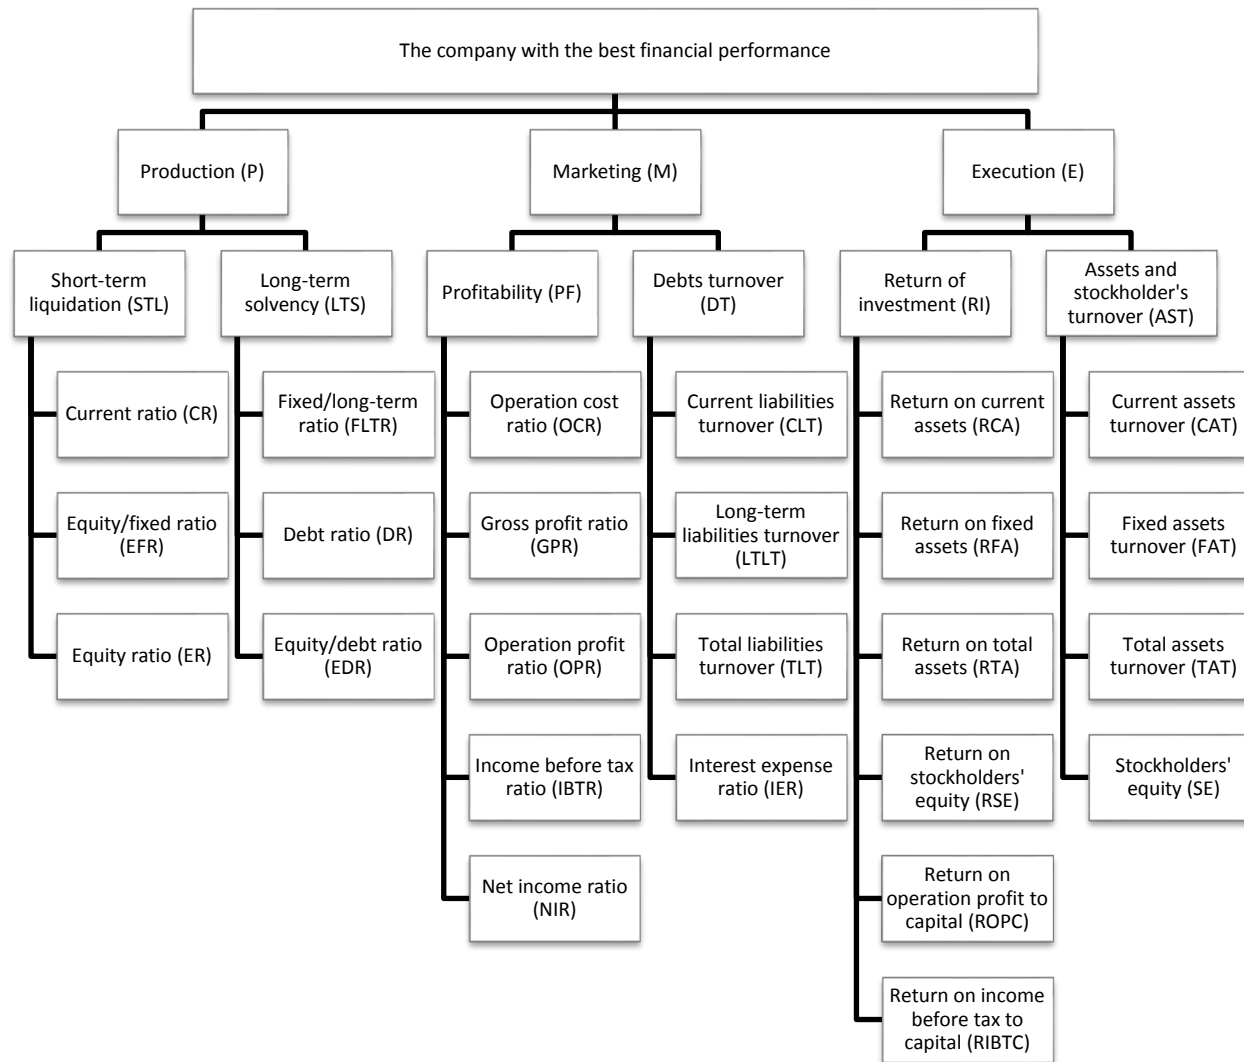 The company with the best financial performance
Production (P)
Marketing (M)
Execution (E)
Short-term
liquidation (STL)
Long-term
solvency (LTS)
Profitability (PF)
Debts turnover
(DT)
Return of
investment (RI)
Assets and
stockholder's
turnover (AST)
Current ratio (CR)
Fixed/long-term
ratio (FLTR)
Operation cost
ratio (OCR)
Current liabilities
turnover (CLT)
Return on current
assets (RCA)
Current assets
turnover (CAT)
Equity/fixed ratio
(EFR)
Debt ratio (DR)
Gross profit ratio
(GPR)
Long-term
liabilities turnover
(LTLT)
Return on fixed
assets (RFA)
Fixed assets
turnover (FAT)
Equity ratio (ER)
Equity/debt ratio
(EDR)
Operation profit
ratio (OPR)
Total liabilities
turnover (TLT)
Return on total
assets (RTA)
Total assets
turnover (TAT)
Income before tax
ratio (IBTR)
Interest expense
ratio (IER)
Return on
stockholders'
equity (RSE)
Stockholders'
equity (SE)
Net income ratio
(NIR)
Return on
operation profit to
capital (ROPC)
Return on income
before tax to
capital (RIBTC)